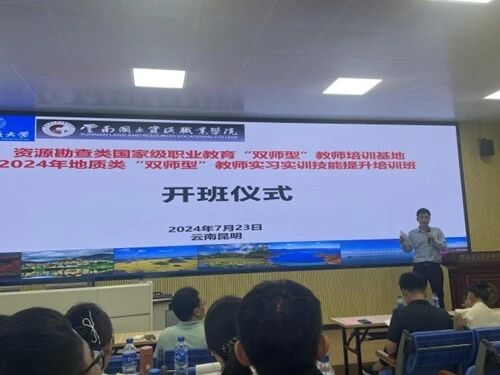 大学
云南国土资源职业学院
YUNNAN LAND AND RESOURCES VOCATIONAL COLLEGE
资源勘查类国家级职业教育“双师型”教师培训基地
2024年地质类“双师型”教师实习实训技能提升培训班
开班仪式
2024年7月23日
云南昆明